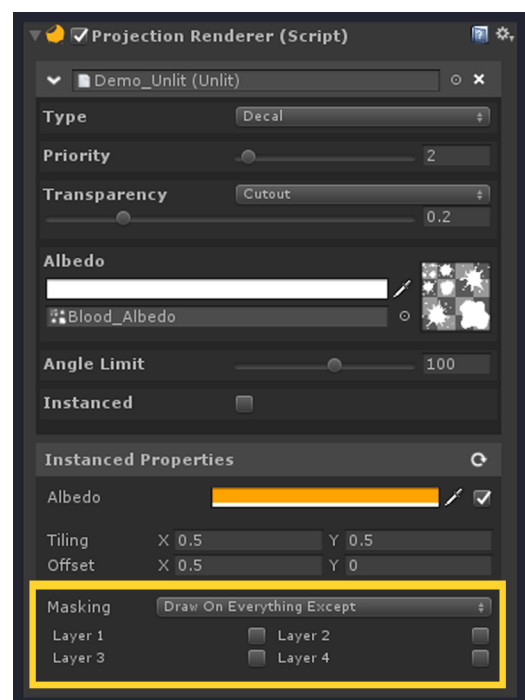 Projection Renderer (Script)
Demo_Unlit (Unlit)
Type Decal
Priority 2
Transparency Cutout
0.2
Albedo
Blood_Albedo
Angle Limit 100
Instanced
Instanced Properties
Albedo
Tiling X 0.5 Y 0.5
Offset X 0.5 Y 0
Masking Draw On Everything Except
Layer 1 Layer 2
Layer 3 Layer 4